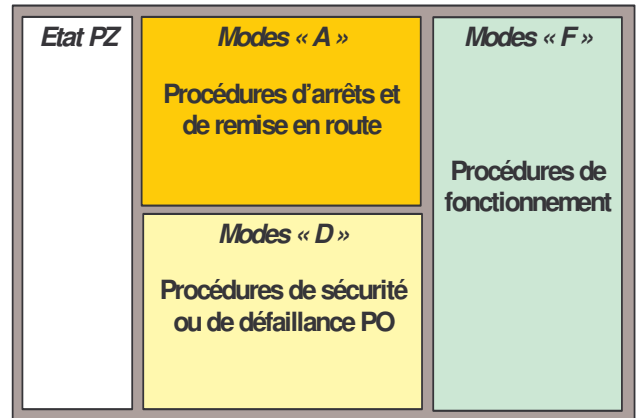 Etat PZ
Modes « A »
Procédures d'arrêts et
de remise en route
Modes « D »
Procédures de sécurité
ou de défaillance PO
Modes « F »
Procédures de
fonctionnement